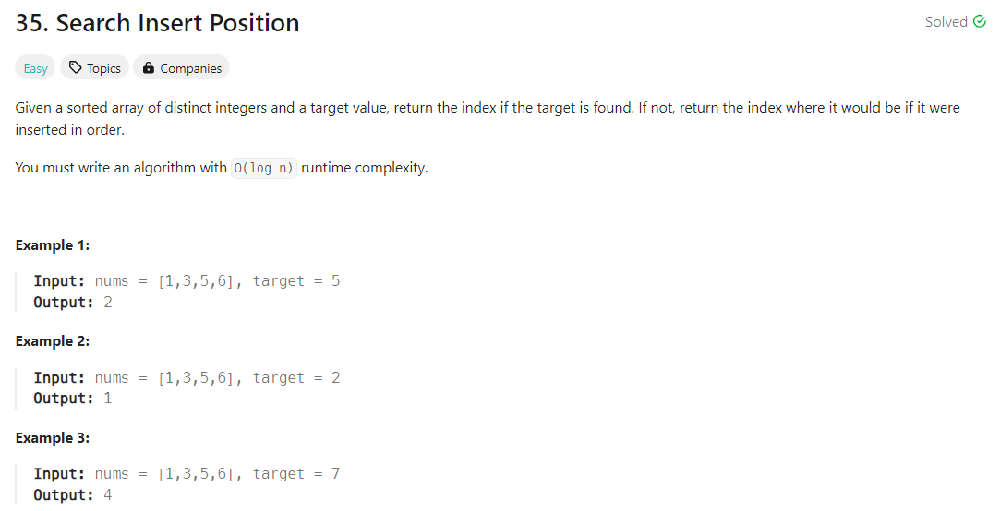 35. Search Insert Position
Solved
Easy
Topics
Companies
Given a sorted array of distinct integers and a target value, return the index if the target is found. If not, return the index where it would be if it were
inserted in order.
You must write an algorithm with O(log n) runtime complexity.
Example 1:
Input: nums = [1,3,5,6], target = 5
Output: 2
Example 2:
Input: nums = [1,3,5,6], target = 2
Output: 1
Example 3:
Input: nums = [1,3,5,6], target = 7
Output: 4